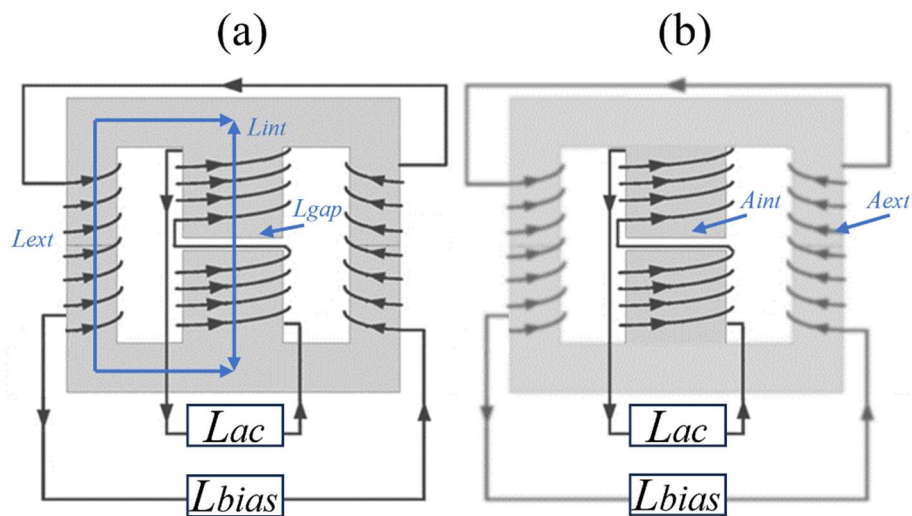 (a) (b)
Lint
Lgap
Lext
Aint Aext
Lac Lac
Lbias Lbias